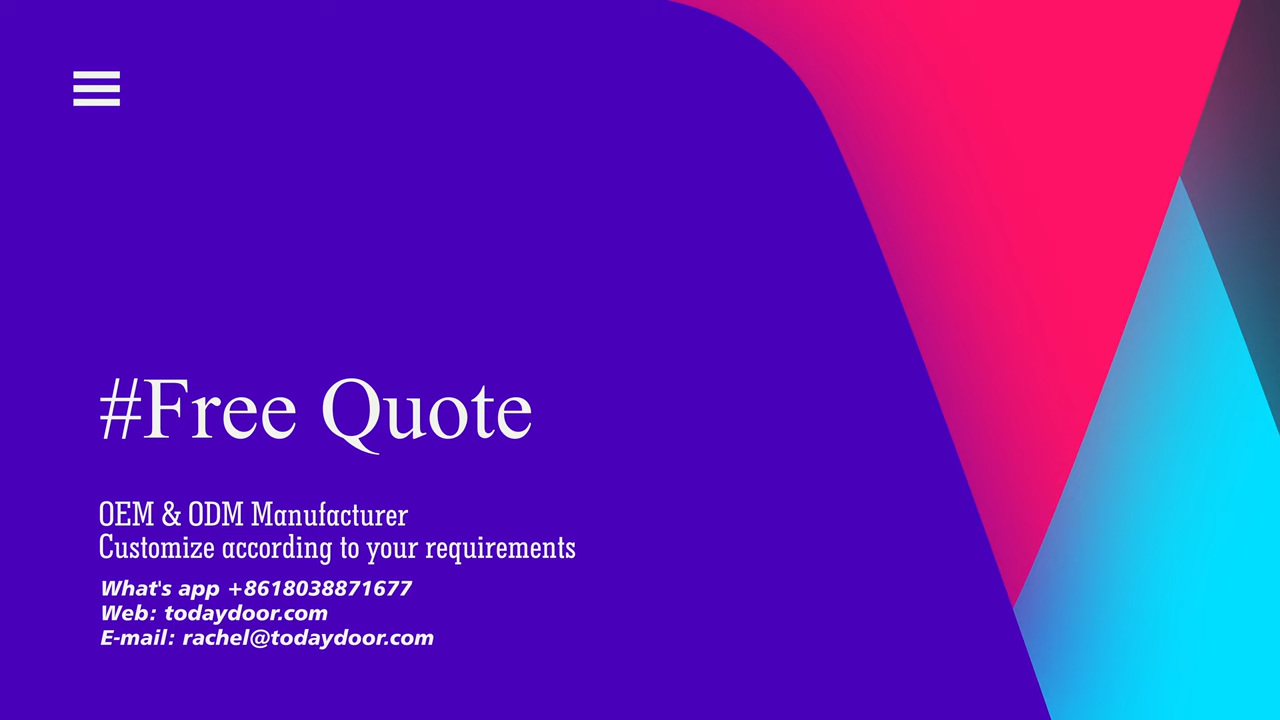 #Free Quote
OEM & ODM Manufacturer
Customize according to your requirements
What's app +8618038871677
Web: todaydoor.com
E-mail: rachel@todaydoor.com